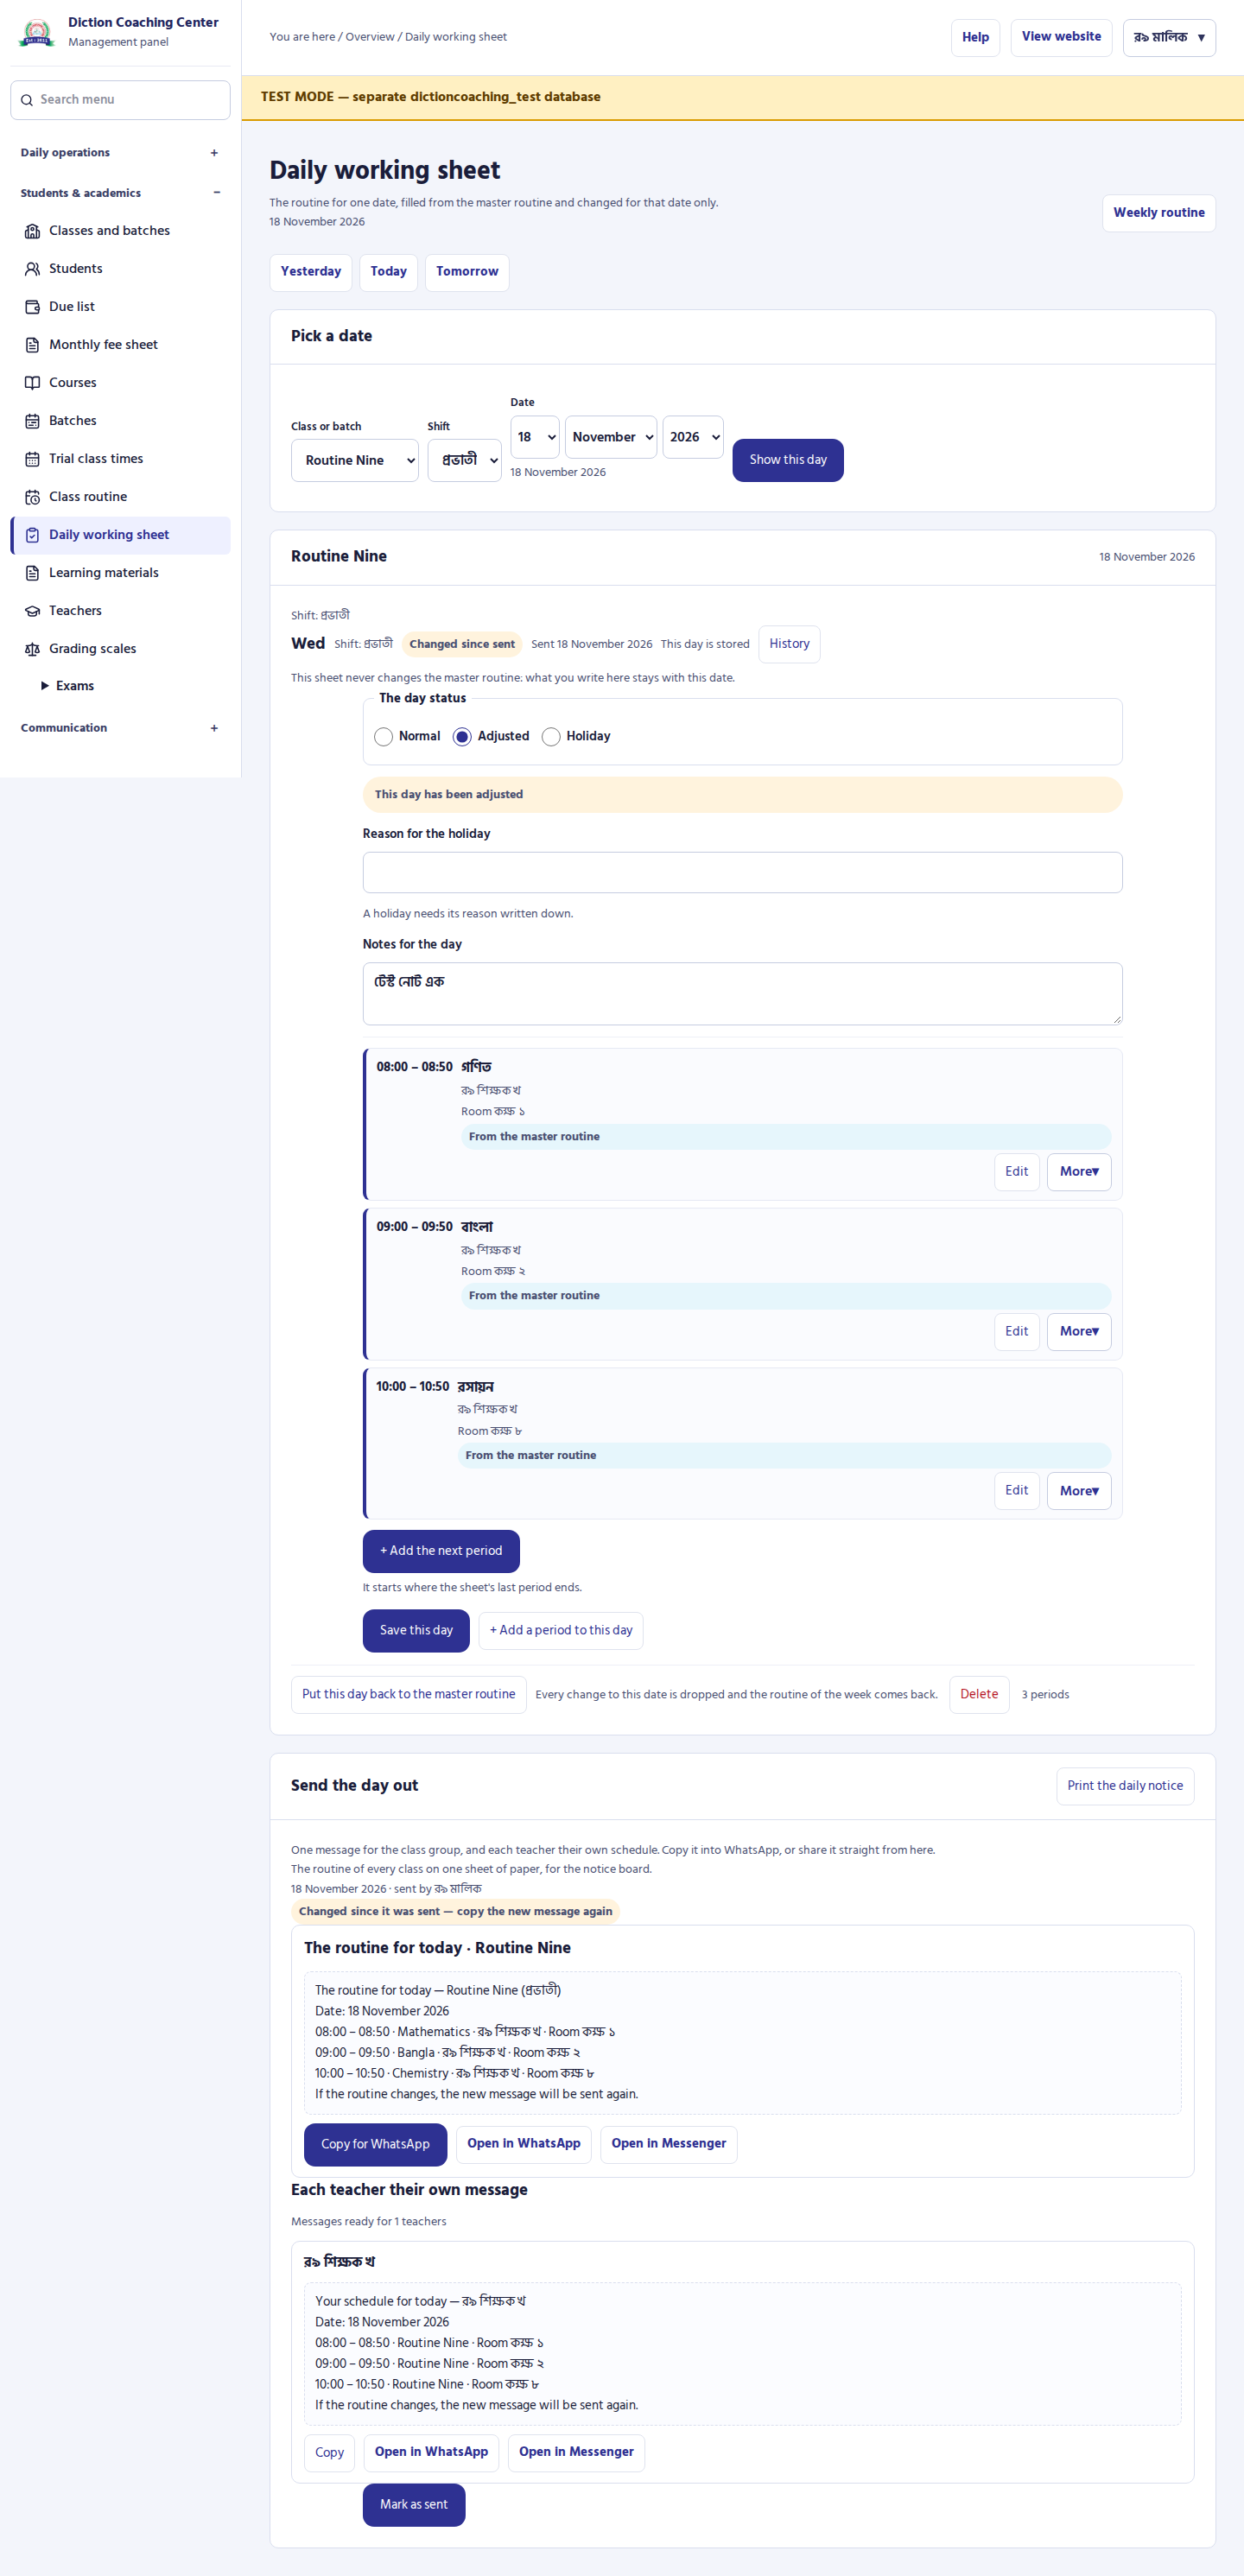 Diction Coaching Center
Management panel
Search menu
Daily operations +
Students & academics −
Classes and batches
Students
Due list
Monthly fee sheet
Courses
Batches
Trial class times
Class routine
Daily working sheet
Learning materials
Teachers
Grading scales
Exams
Communication +
You are here / Overview / Daily working sheet
Help
View website
র৯ মালিক ▾
TEST MODE — separate dictioncoaching_test database
Daily working sheet
The routine for one date, filled from the master routine and changed for that date only.
18 November 2026
Weekly routine
Yesterday
Today
Tomorrow
Pick a date
Class or batch
Routine Nine
Shift
প্রভাতী
Date
18
November
2026
18 November 2026
Show this day
Routine Nine
18 November 2026
Shift: প্রভাতী
Wed Shift: প্রভাতী Changed since sent Sent 18 November 2026 This day is stored History
This sheet never changes the master routine: what you write here stays with this date.
The day status
Normal Adjusted Holiday
This day has been adjusted
Reason for the holiday
A holiday needs its reason written down.
Notes for the day
টেস্ট নোট এক
08:00 – 08:50 গণিত
র৯ শিক্ষক খ
Room কক্ষ ১
From the master routine
Edit More▾
09:00 – 09:50 বাংলা
র৯ শিক্ষক খ
Room কক্ষ ২
From the master routine
Edit More▾
10:00 – 10:50 রসায়ন
র৯ শিক্ষক খ
Room কক্ষ ৮
From the master routine
Edit More▾
+ Add the next period
It starts where the sheet's last period ends.
Save this day
+ Add a period to this day
Put this day back to the master routine Every change to this date is dropped and the routine of the week comes back. Delete 3 periods
Send the day out
Print the daily notice
One message for the class group, and each teacher their own schedule. Copy it into WhatsApp, or share it straight from here.
The routine of every class on one sheet of paper, for the notice board.
18 November 2026 · sent by র৯ মালিক
Changed since it was sent — copy the new message again
The routine for today · Routine Nine
The routine for today — Routine Nine (প্রভাতী)
Date: 18 November 2026
08:00 – 08:50 · Mathematics · র৯ শিক্ষক খ · Room কক্ষ ১
09:00 – 09:50 · Bangla · র৯ শিক্ষক খ · Room কক্ষ ২
10:00 – 10:50 · Chemistry · র৯ শিক্ষক খ · Room কক্ষ ৮
If the routine changes, the new message will be sent again.
Copy for WhatsApp
Open in WhatsApp
Open in Messenger
Each teacher their own message
Messages ready for 1 teachers
র৯ শিক্ষক খ
Your schedule for today — র৯ শিক্ষক খ
Date: 18 November 2026
08:00 – 08:50 · Routine Nine · Room কক্ষ ১
09:00 – 09:50 · Routine Nine · Room কক্ষ ২
10:00 – 10:50 · Routine Nine · Room কক্ষ ৮
If the routine changes, the new message will be sent again.
Copy
Open in WhatsApp
Open in Messenger
Mark as sent